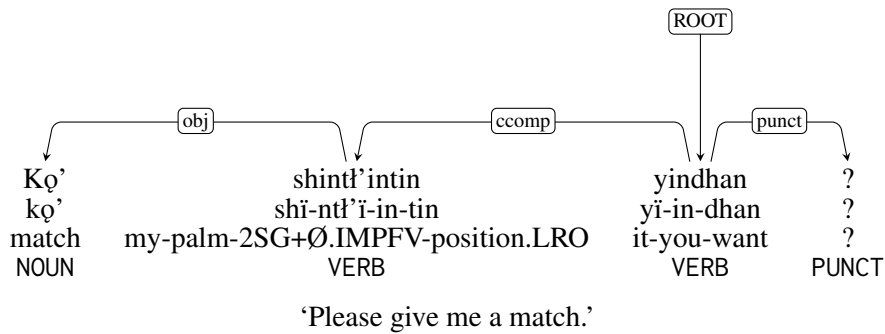 ROOT
obj ccomp punct
Kǫ’ shintł’intin yindhan ?
kǫ’ shï-ntł’ï-in-tin yï-in-dhan ?
match my-palm-2SG+Ø.IMPFV-position.LRO it-you-want ?
NOUN VERB VERB PUNCT
‘Please give me a match.’